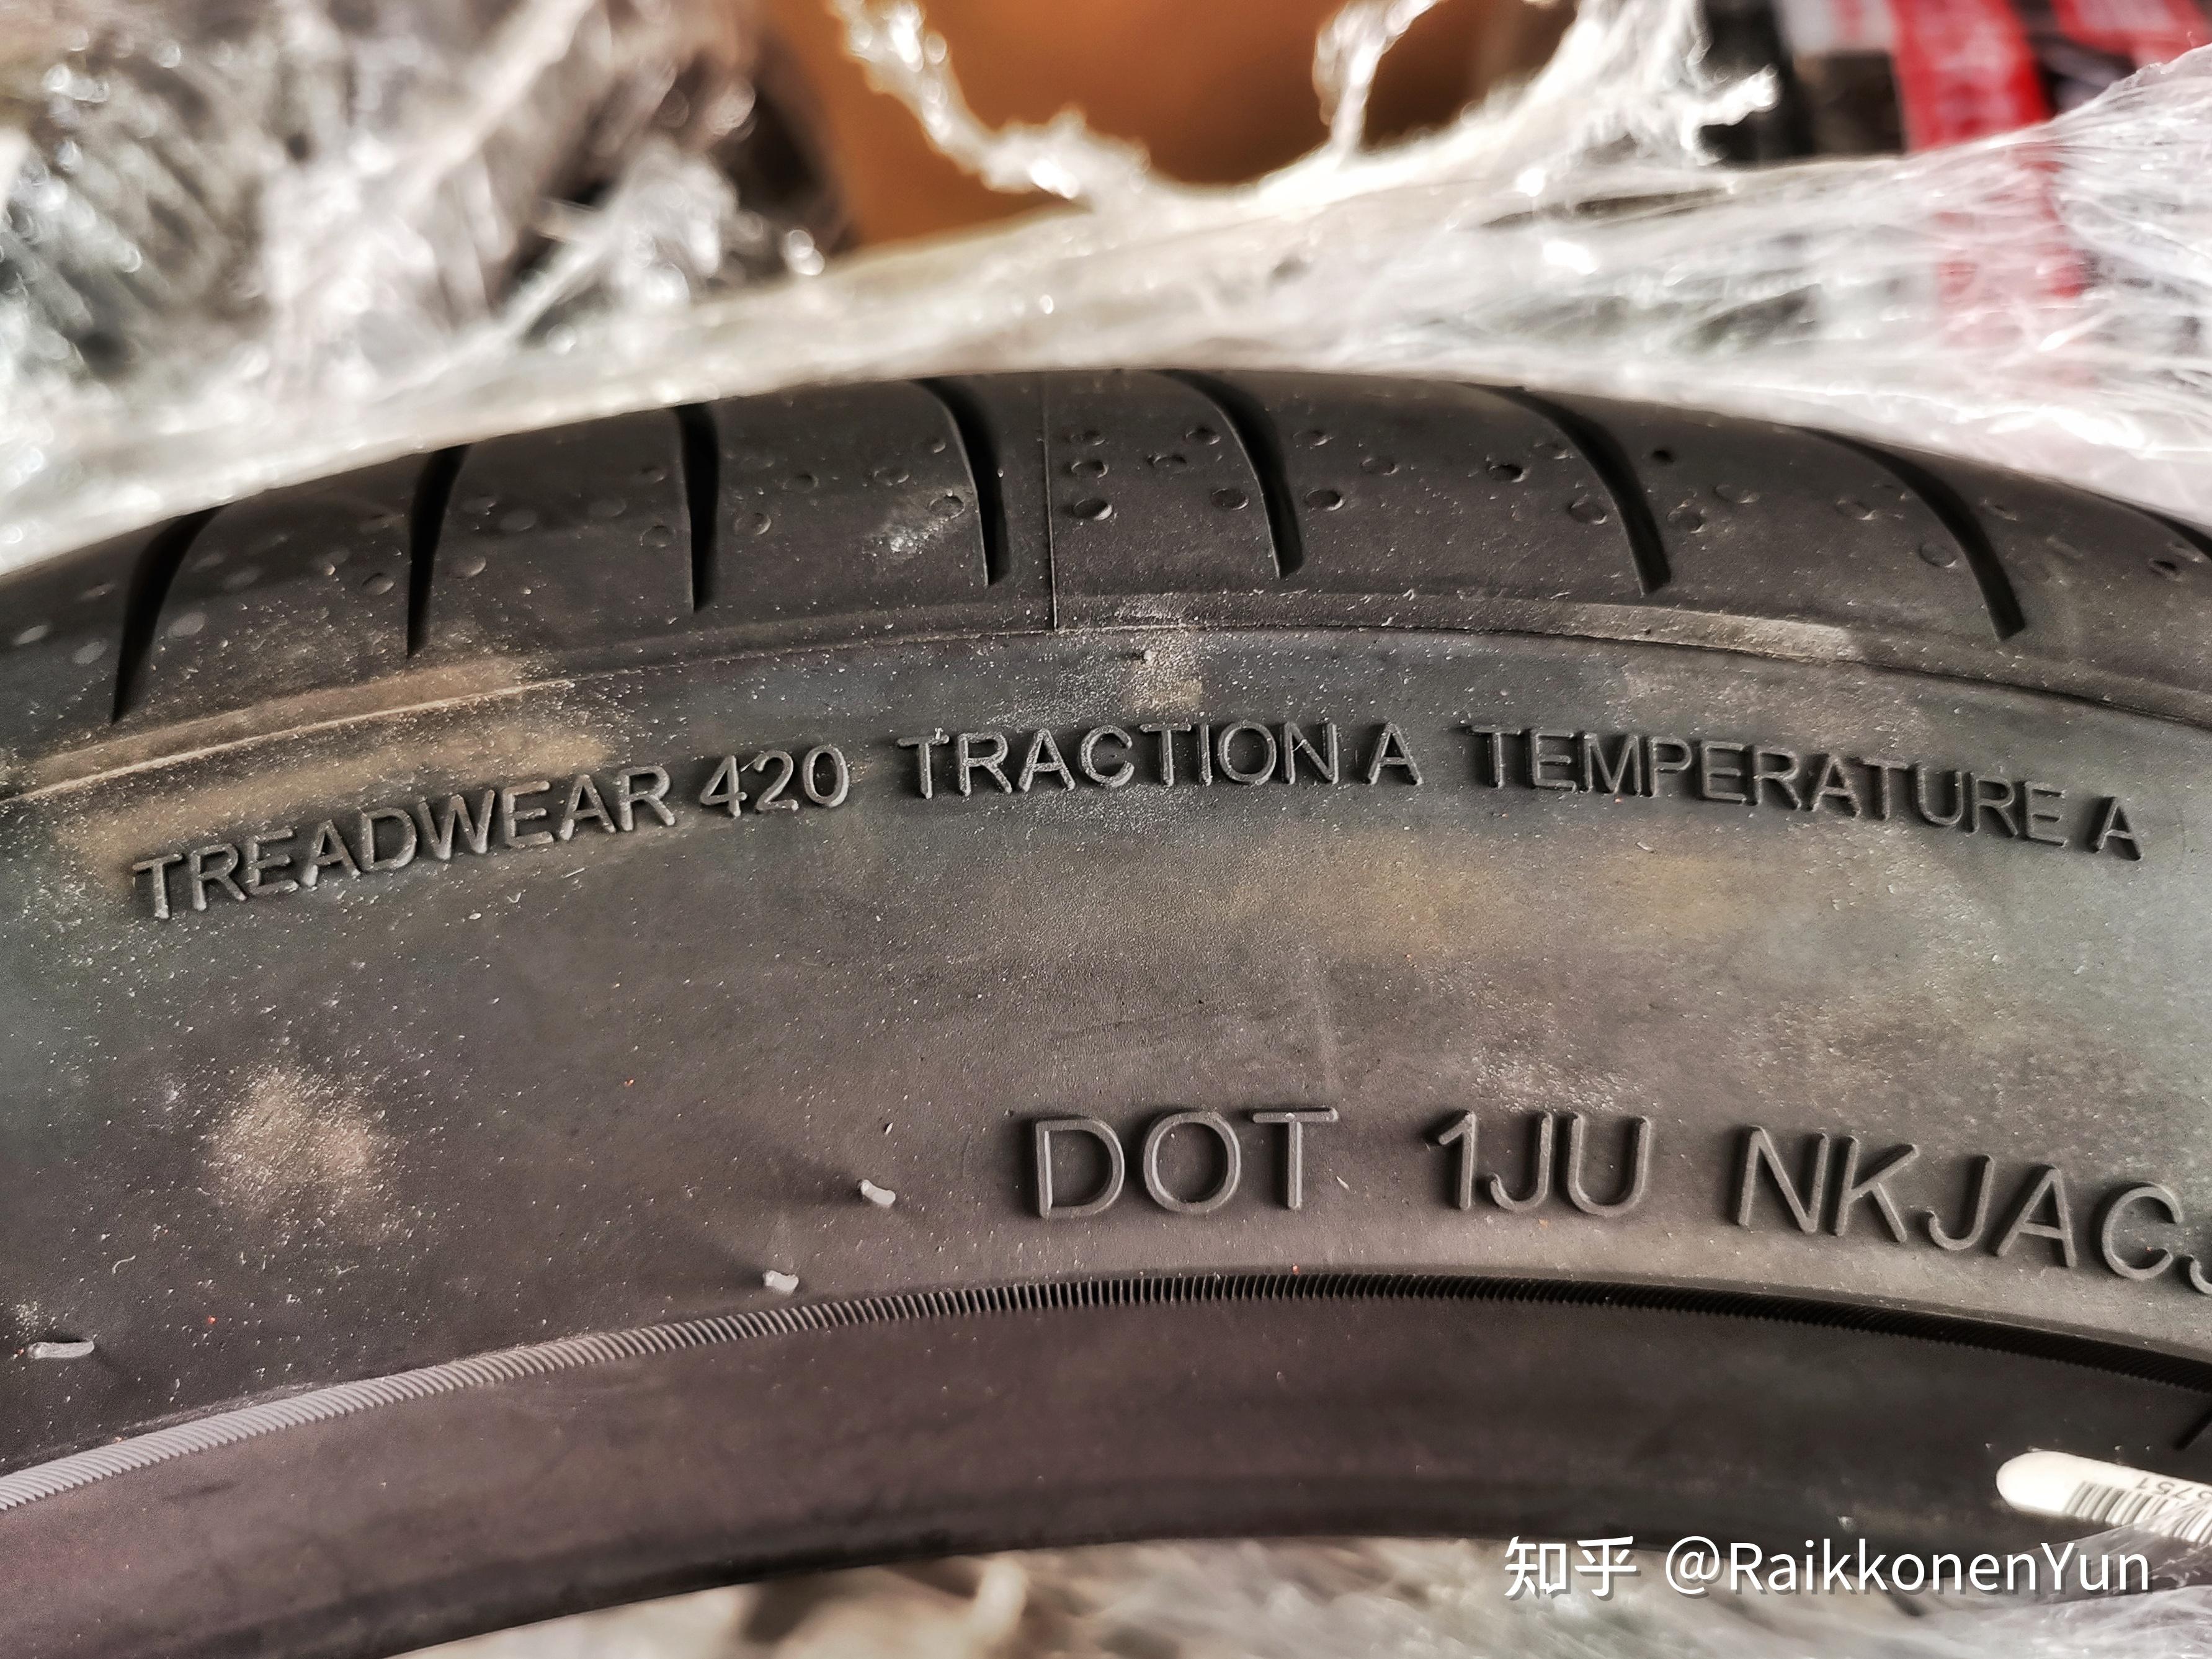 TREADWEAR 420 TRACTION A TEMPERATURE A
DOT 1JU NKJAC
知乎 @RaikkonenYun